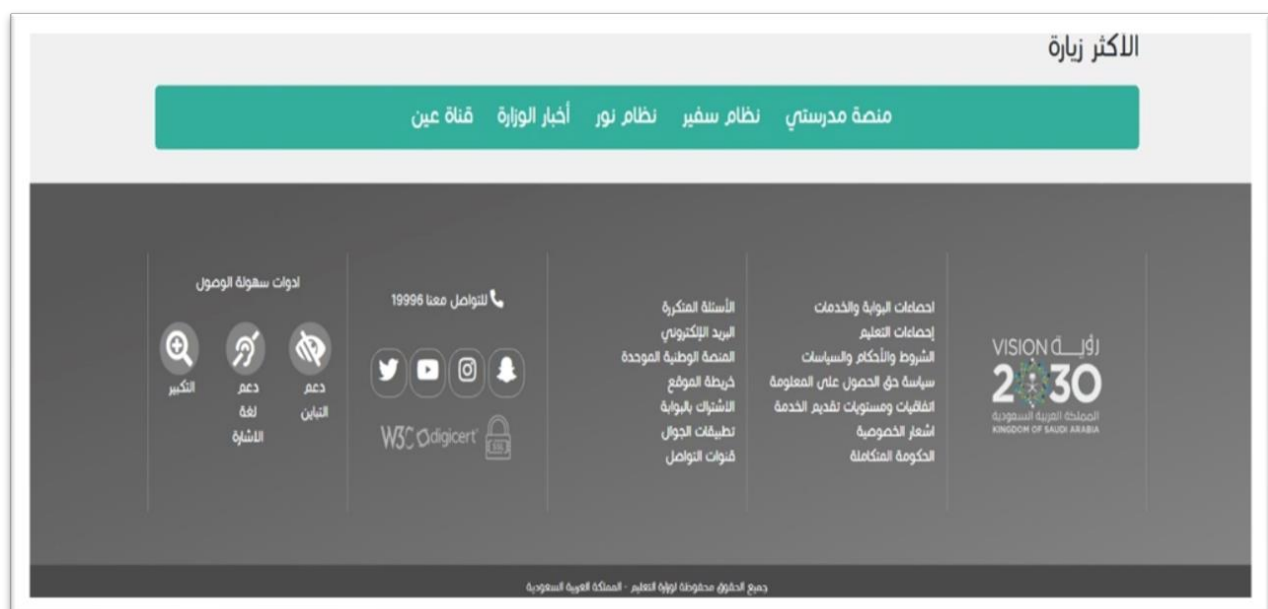 الاكثر زيارة
منصة مدرستي نظام سفير نظام نور أخبار الوزارة قناة عين
رؤيـــة VISION
2030
المملكة العربية السعودية
KINGDOM OF SAUDI ARABIA
احصاءات البوابة والخدمات
إحصاءات التعليم
الشروط والأحكام والسياسات
سياسة حق الحصول على المعلومة
اتفاقيات ومستويات تقديم الخدمة
اشعار الخصوصية
الحكومة المتكاملة
الأسئلة المتكررة
البريد الإلكتروني
المنصة الوطنية الموحدة
خريطة الموقع
الاشتراك بالبوابة
تطبيقات الجوال
قنوات التواصل
للتواصل معنا 19996
W3C digicert SSL
ادوات سهولة الوصول
دعم
التباين
دعم
لغة
الاشارة
التكبير
جميع الحقوق محفوظة لوزارة التعليم - المملكة العربية السعودية